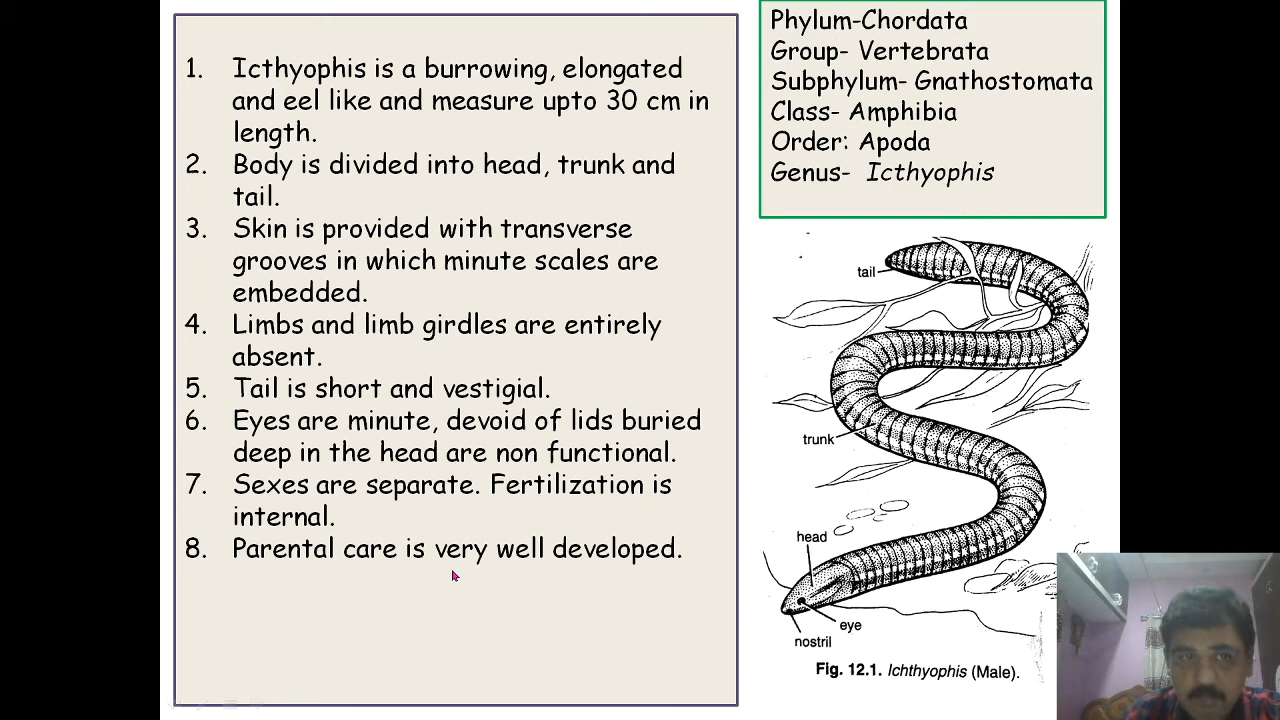 1. Icthyophis is a burrowing, elongated
and eel like and measure upto 30 cm in
length.
2. Body is divided into head, trunk and
tail.
3. Skin is provided with transverse
grooves in which minute scales are
embedded.
4. Limbs and limb girdles are entirely
absent.
5. Tail is short and vestigial.
6. Eyes are minute, devoid of lids buried
deep in the head are non functional.
7. Sexes are separate. Fertilization is
internal.
8. Parental care is very well developed.
Phylum-Chordata
Group- Vertebrata
Subphylum- Gnathostomata
Class- Amphibia
Order: Apoda
Genus- Icthyophis
tail
trunk
head
eye
nostril
Fig. 12.1. Ichthyophis (Male).